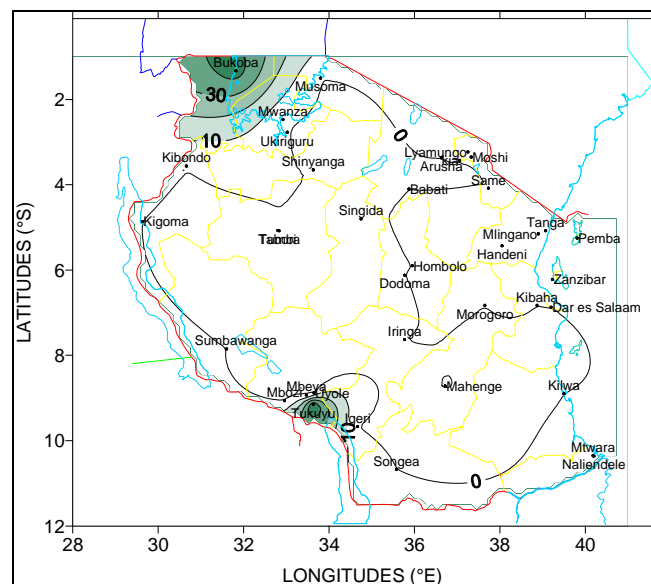 Bukoba
30
Musoma
2
Mwanza
0
10
Ukiriguru
Lyamungo
Moshi
Kibondo
Shinyanga
Arusha
4
Same
Babati
Singida
Kigoma
Tanga
Mlingano
Pemba
Handeni
6
Hombolo
Dodoma
Zanzibar
Kibaha
Dar es Salaam
Morogoro
Iringa
Sumbawanga
8
Mbeya
Mbozi
Uyole
Mahenge
Kilwa
Tukuyu
Igeri
10
10
Songea
Mtwara
Naliendele
0
12
28 30 32 34 36 38 40
LATITUDES (°S)
LONGITUDES (°E)